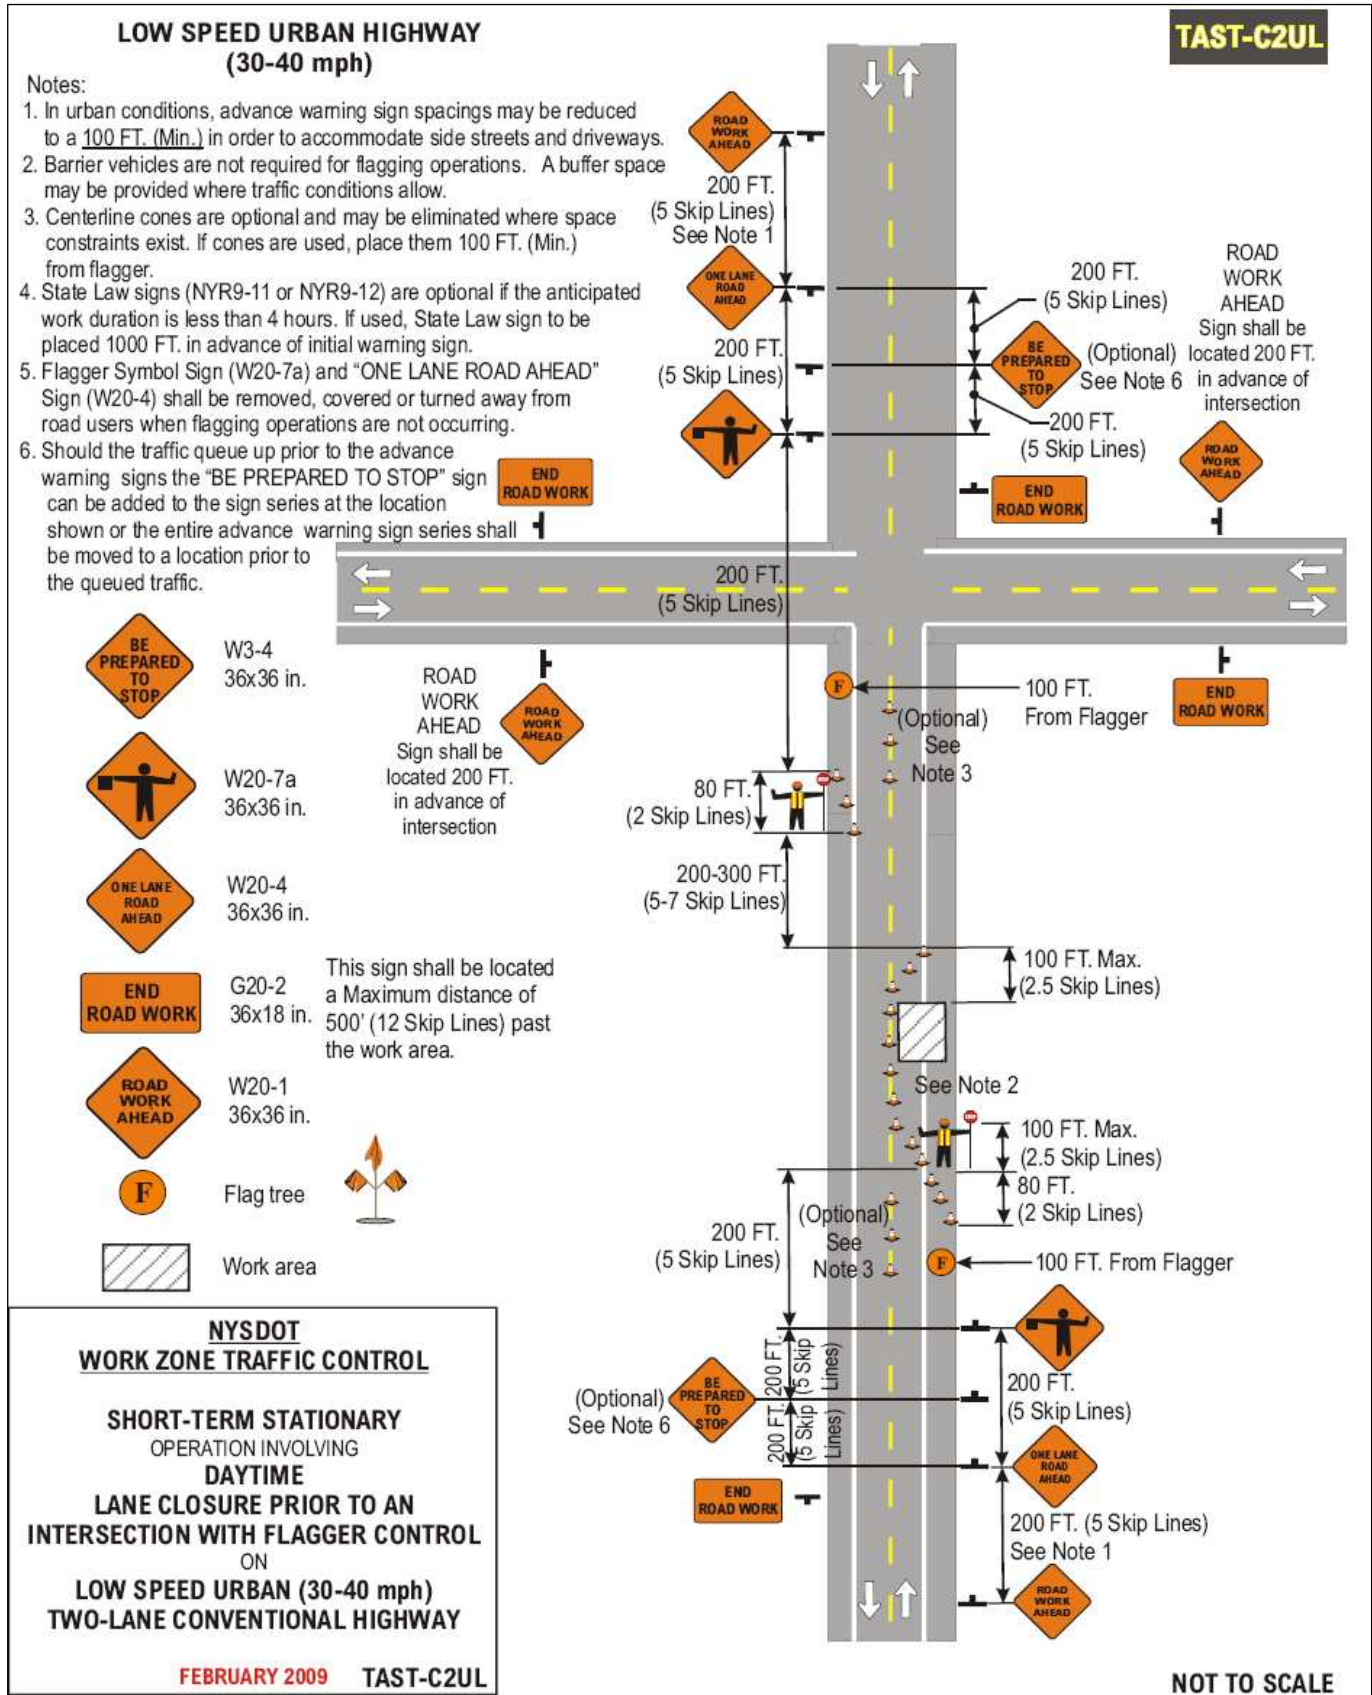 LOW SPEED URBAN HIGHWAY
(30-40 mph)
TAST-C2UL
Notes:
1. In urban conditions, advance warning sign spacings may be reduced
to a 100 FT. (Min.) in order to accommodate side streets and driveways.
2. Barrier vehicles are not required for flagging operations. A buffer space
may be provided where traffic conditions allow.
3. Centerline cones are optional and may be eliminated where space
constraints exist. If cones are used, place them 100 FT. (Min.)
from flagger.
4. State Law signs (NYR9-11 or NYR9-12) are optional if the anticipated
work duration is less than 4 hours. If used, State Law sign to be
placed 1000 FT. in advance of initial warning sign.
5. Flagger Symbol Sign (W20-7a) and “ONE LANE ROAD AHEAD”
Sign (W20-4) shall be removed, covered or turned away from
road users when flagging operations are not occurring.
6. Should the traffic queue up prior to the advance
warning signs the “BE PREPARED TO STOP” sign
can be added to the sign series at the location
shown or the entire advance warning sign series shall
be moved to a location prior to
the queued traffic.
ROAD
WORK
AHEAD
200 FT.
(5 Skip Lines)
See Note 1
ONE LANE
ROAD
AHEAD
200 FT.
(5 Skip Lines)
200 FT.
(5 Skip Lines)
BE
PREPARED
TO
STOP
(Optional)
See Note 6
200 FT.
(5 Skip Lines)
ROAD
WORK
AHEAD
Sign shall be
located 200 FT.
in advance of
intersection
ROAD
WORK
AHEAD
END
ROAD WORK
END
ROAD WORK
200 FT.
(5 Skip Lines)
BE
PREPARED
TO
STOP
W3-4
36x36 in.
W20-7a
36x36 in.
ONE LANE
ROAD
AHEAD
W20-4
36x36 in.
END
ROAD WORK
G20-2
36x18 in.
This sign shall be located
a Maximum distance of
500' (12 Skip Lines) past
the work area.
ROAD
WORK
AHEAD
W20-1
36x36 in.
F
Flag tree
Work area
ROAD
WORK
AHEAD
Sign shall be
located 200 FT.
in advance of
intersection
ROAD
WORK
AHEAD
F
100 FT.
From Flagger
END
ROAD WORK
(Optional)
See
Note 3
80 FT.
(2 Skip Lines)
STOP
200-300 FT.
(5-7 Skip Lines)
100 FT. Max.
(2.5 Skip Lines)
See Note 2
STOP
100 FT. Max.
(2.5 Skip Lines)
80 FT.
(2 Skip Lines)
200 FT.
(5 Skip Lines)
(Optional)
See
Note 3
F
100 FT. From Flagger
200 FT.
(5 Skip
Lines)
200 FT.
(5 Skip
Lines)
(Optional)
See Note 6
BE
PREPARED
TO
STOP
200 FT.
(5 Skip Lines)
ONE LANE
ROAD
AHEAD
END
ROAD WORK
200 FT. (5 Skip Lines)
See Note 1
ROAD
WORK
AHEAD
NYSDOT
WORK ZONE TRAFFIC CONTROL
SHORT-TERM STATIONARY
OPERATION INVOLVING
DAYTIME
LANE CLOSURE PRIOR TO AN
INTERSECTION WITH FLAGGER CONTROL
ON
LOW SPEED URBAN (30-40 mph)
TWO-LANE CONVENTIONAL HIGHWAY
FEBRUARY 2009 TAST-C2UL
NOT TO SCALE